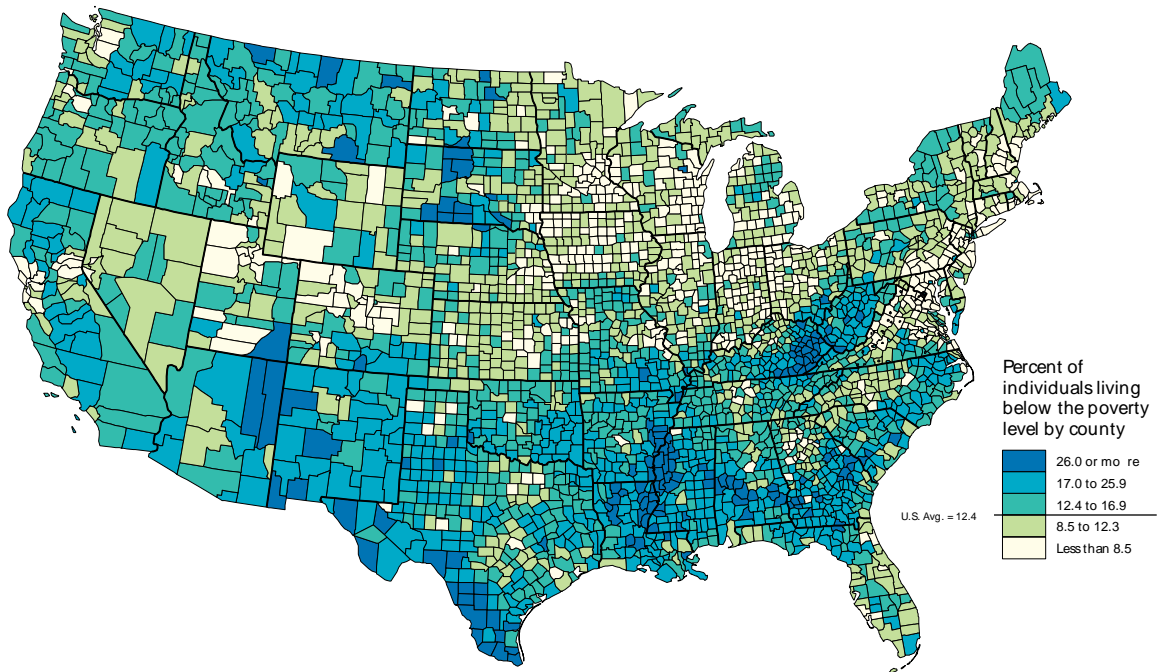 Percent of
individuals living
below the poverty
level by county
26.0 or mo re
17.0 to 25.9
12.4 to 16.9
U.S. Avg. = 12.4
8.5 to 12.3
Less than 8.5